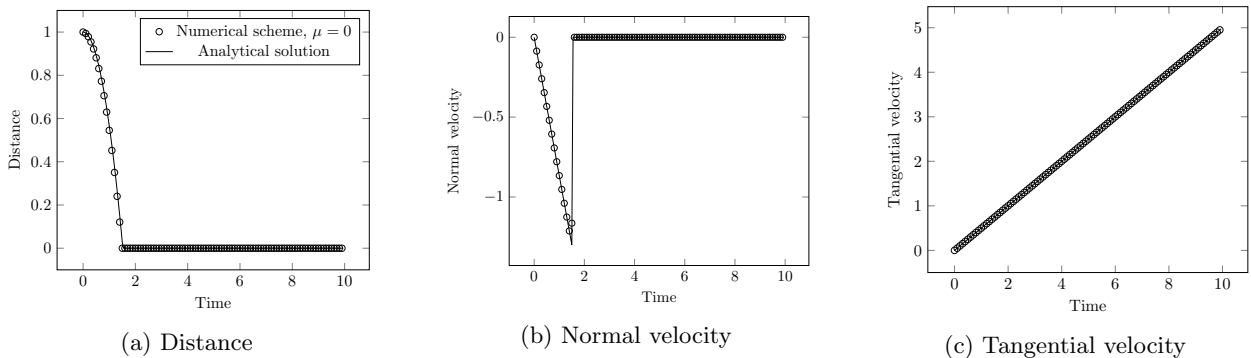 1
0.8
0.6
0.4
0.2
0
0 2 4 6 8 10
Distance
Time
Numerical scheme, μ = 0
Analytical solution
(a) Distance
0
−0.5
−1
0 2 4 6 8 10
Normal velocity
Time
(b) Normal velocity
5
4
3
2
1
0
0 2 4 6 8 10
Tangential velocity
Time
(c) Tangential velocity